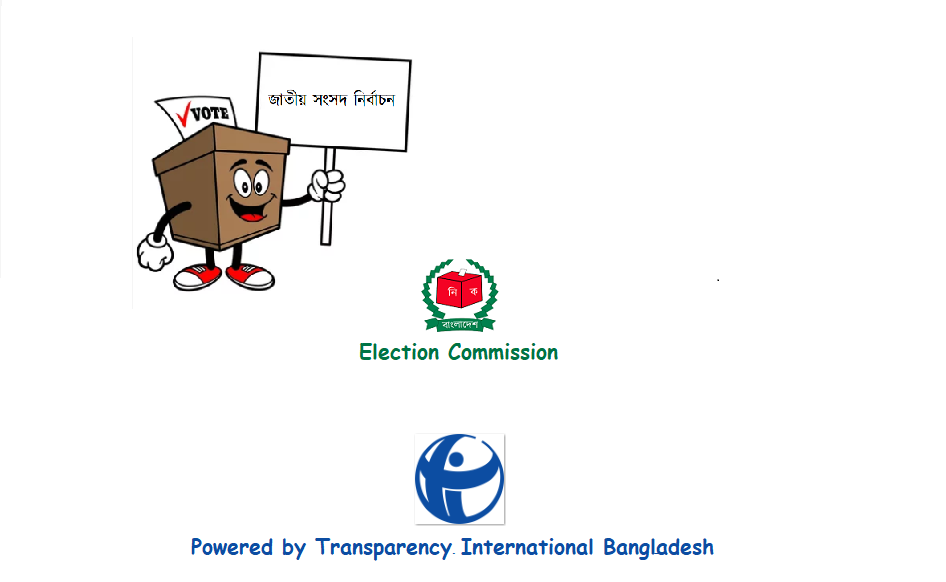 জাতীয় সংসদ নির্বাচন
VOTE
নি ক
বাংলাদেশ
Election Commission
Powered by Transparency International Bangladesh